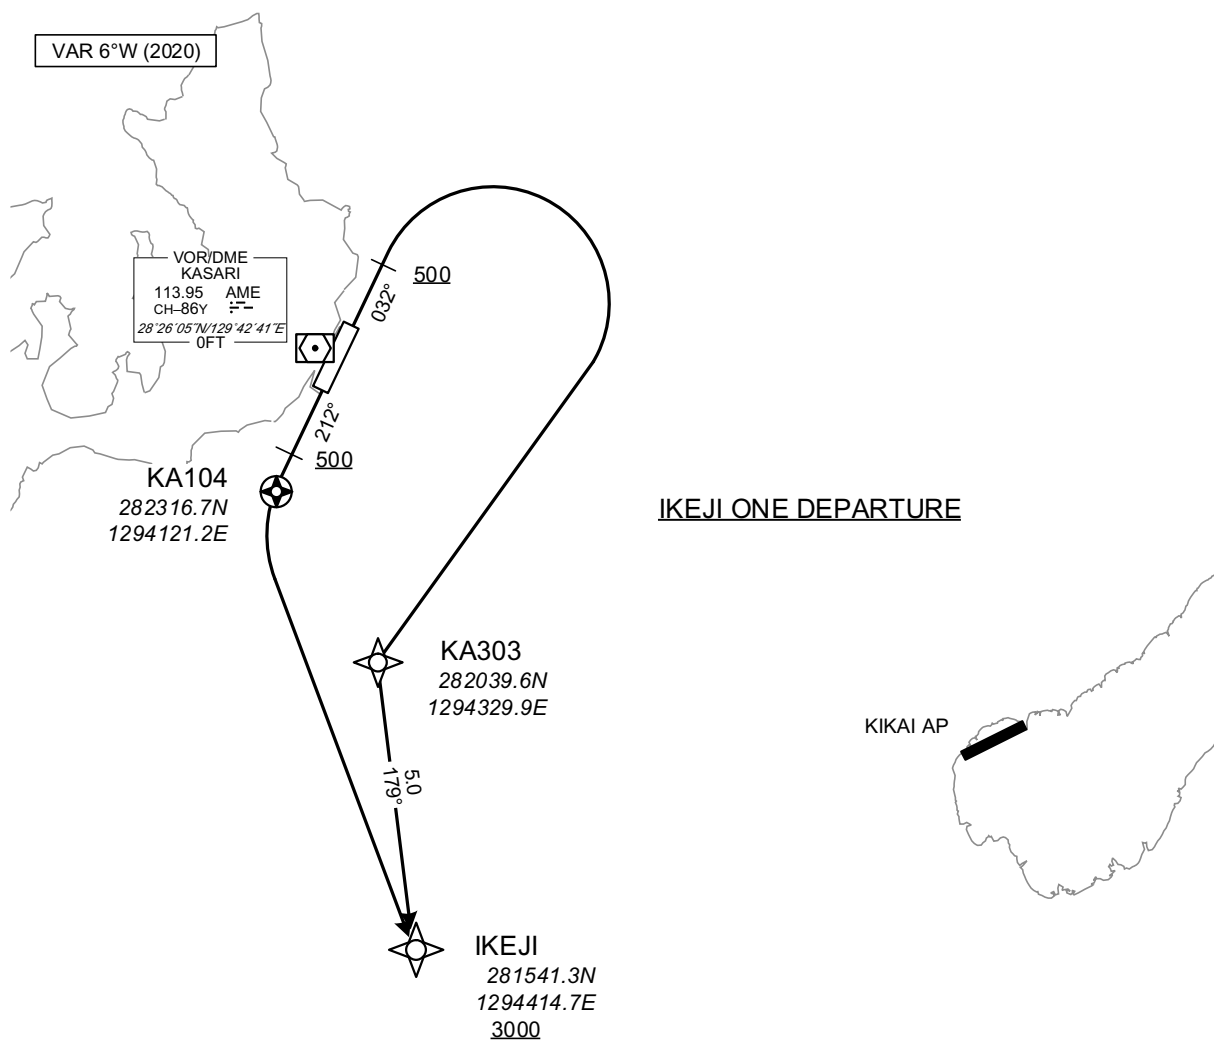 VAR 6°W (2020)
VOR/DME
KASARI
113.95 AME
CH–86Y
28°26′05″N/129°42′41″E
0FT
500
032°
212°
500
KA104
282316.7N
1294121.2E
IKEJI ONE DEPARTURE
KA303
282039.6N
1294329.9E
KIKAI AP
5.0
179°
IKEJI
281541.3N
1294414.7E
3000